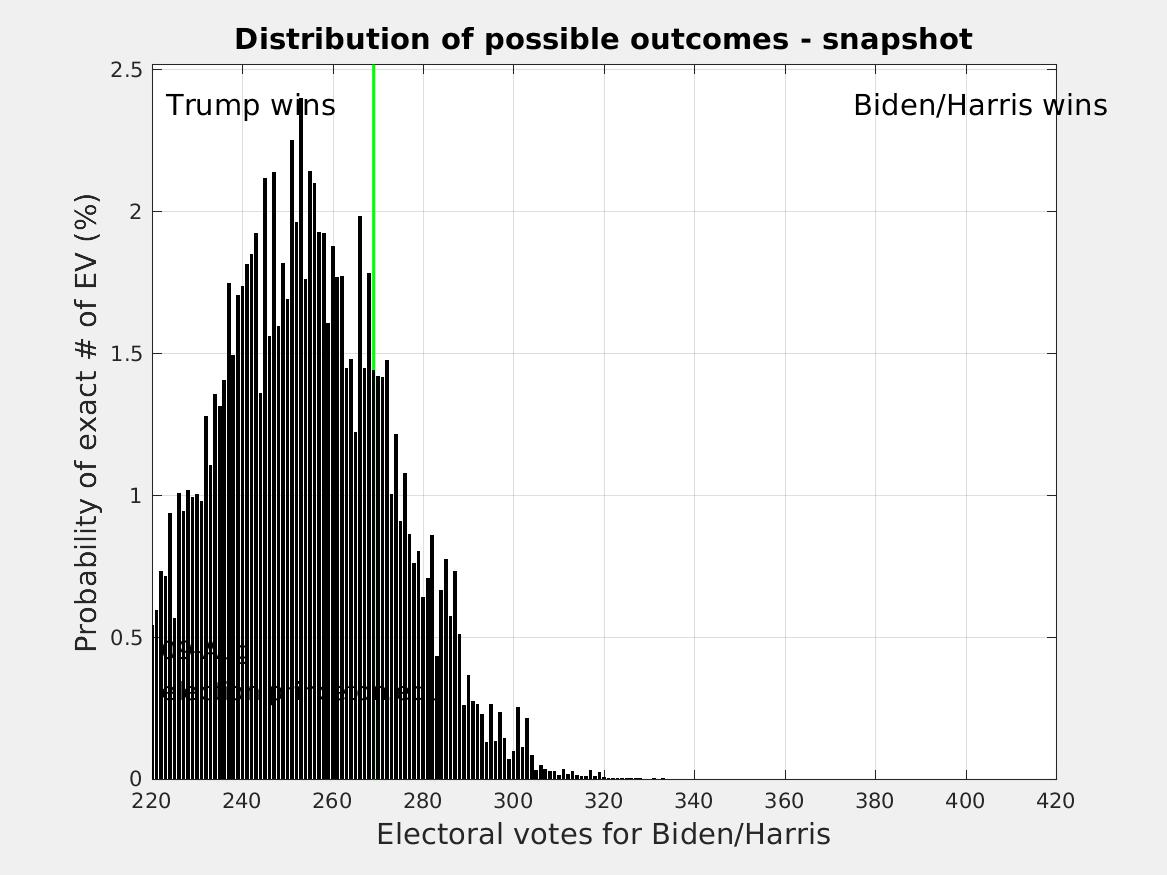 Distribution of possible outcomes - snapshot
Trump wins
Biden/Harris wins
Probability of exact # of EV (%)
2.5
2
1.5
1
0.5
0
220 240 260 280 300 320 340 360 380 400 420
Electoral votes for Biden/Harris